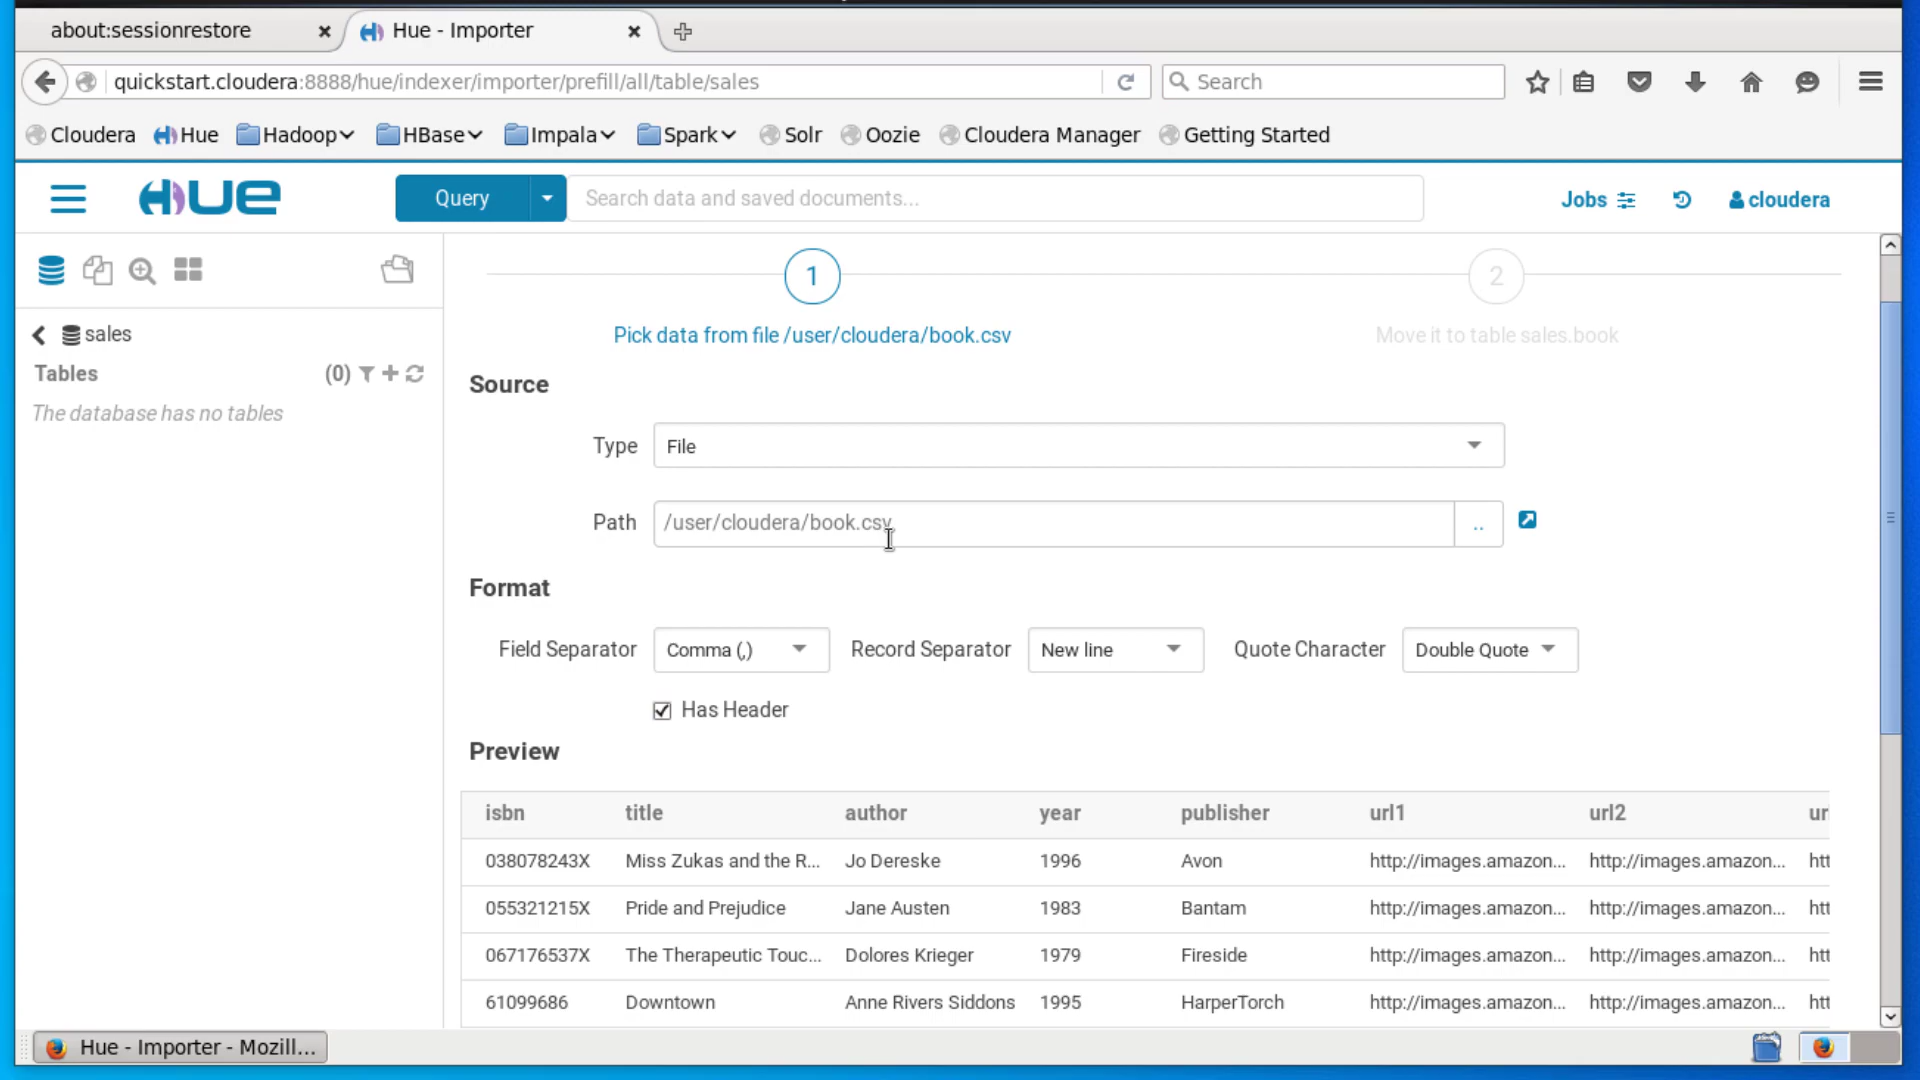 about:sessionrestore
Hue - Importer
quickstart.cloudera:8888/hue/indexer/importer/prefill/all/table/sales
Search
Cloudera Hue Hadoop HBase Impala Spark Solr Oozie Cloudera Manager Getting Started
HUE Query Search data and saved documents... Jobs cloudera
1 2
sales
Pick data from file /user/cloudera/book.csv Move it to table sales.book
Tables (0)
The database has no tables
Source
Type File
Path /user/cloudera/book.csv ..
Format
Field Separator Comma (,) Record Separator New line Quote Character Double Quote
Has Header
Preview
isbn title author year publisher url1 url2 ur
038078243X Miss Zukas and the R... Jo Dereske 1996 Avon http://images.amazon... http://images.amazon... htt
055321215X Pride and Prejudice Jane Austen 1983 Bantam http://images.amazon... http://images.amazon... htt
067176537X The Therapeutic Touc... Dolores Krieger 1979 Fireside http://images.amazon... http://images.amazon... htt
61099686 Downtown Anne Rivers Siddons 1995 HarperTorch http://images.amazon... http://images.amazon... htt
Hue - Importer - Mozill...